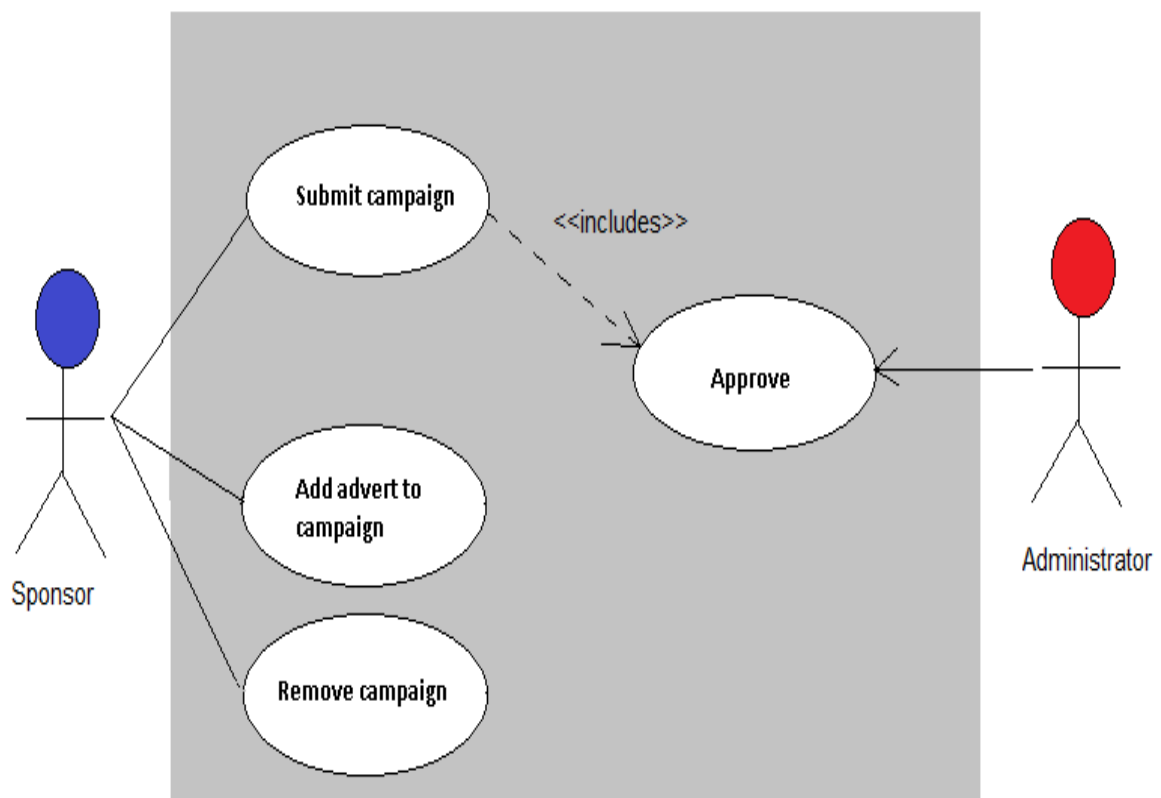 Submit campaign
<<includes>>
Approve
Add advert to
campaign
Administrator
Sponsor
Remove campaign